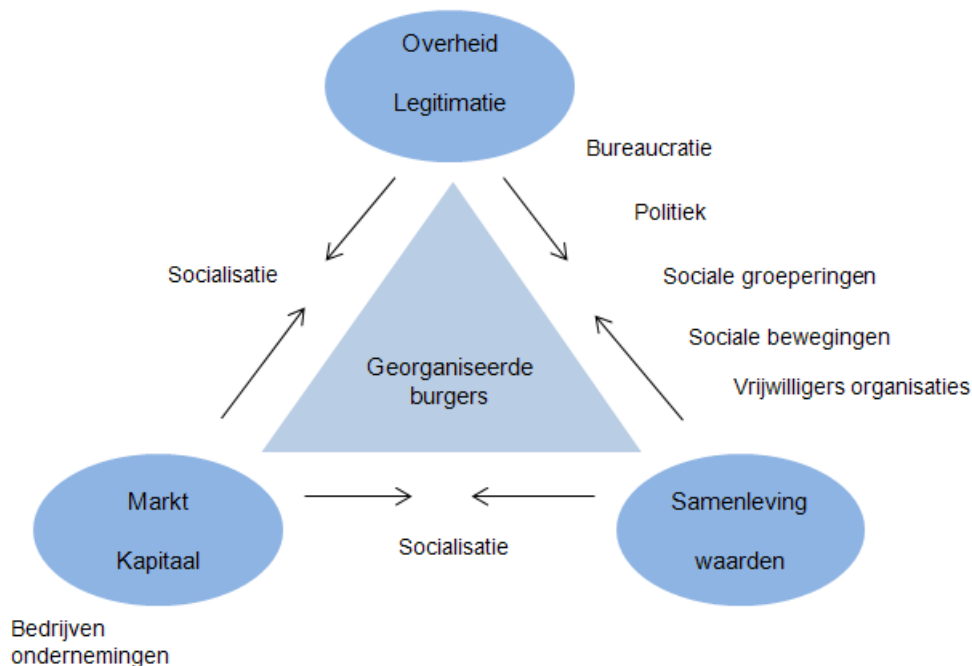 Overheid
Legitimatie
Bureaucratie
Politiek
Socialisatie
Sociale groeperingen
Sociale bewegingen
Georganiseerde
burgers
Vrijwilligers organisaties
Markt
Kapitaal
Samenleving
waarden
Socialisatie
Bedrijven
ondernemingen